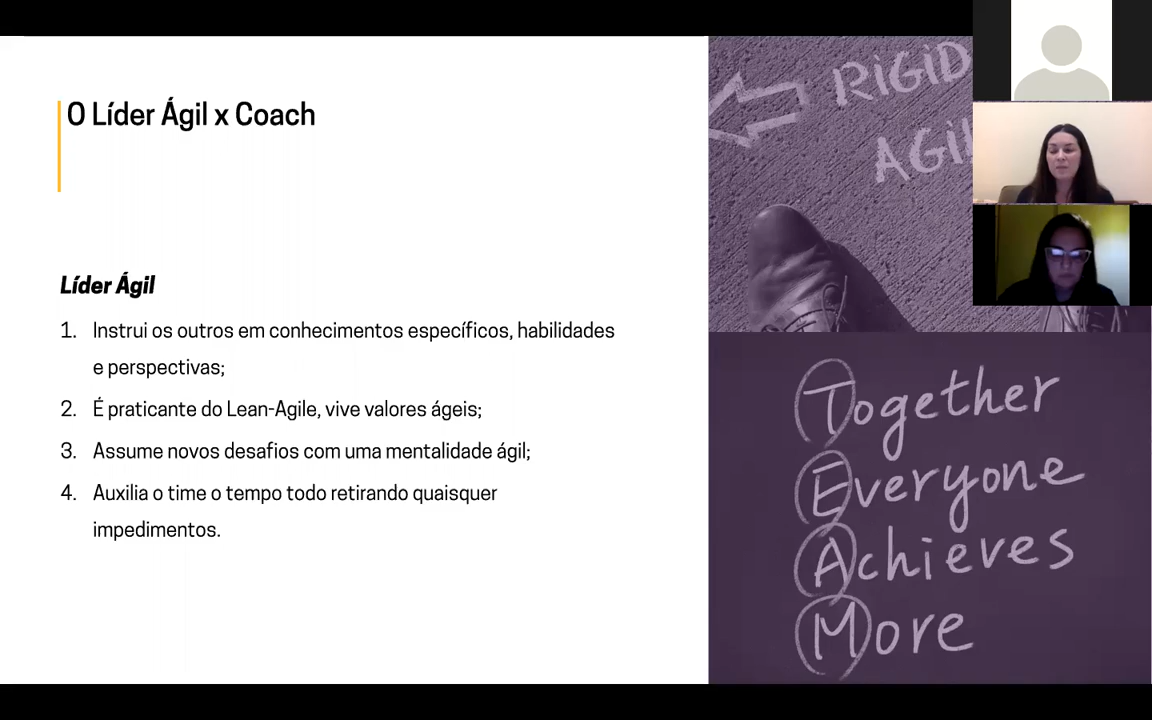 O Líder Ágil x Coach
Líder Ágil
1. Instrui os outros em conhecimentos específicos, habilidades
e perspectivas;
2. É praticante do Lean-Agile, vive valores ágeis;
3. Assume novos desafios com uma mentalidade ágil;
4. Auxilia o time o tempo todo retirando quaisquer
impedimentos.
RIGID
AGIL
Together
Everyone
Achieves
More